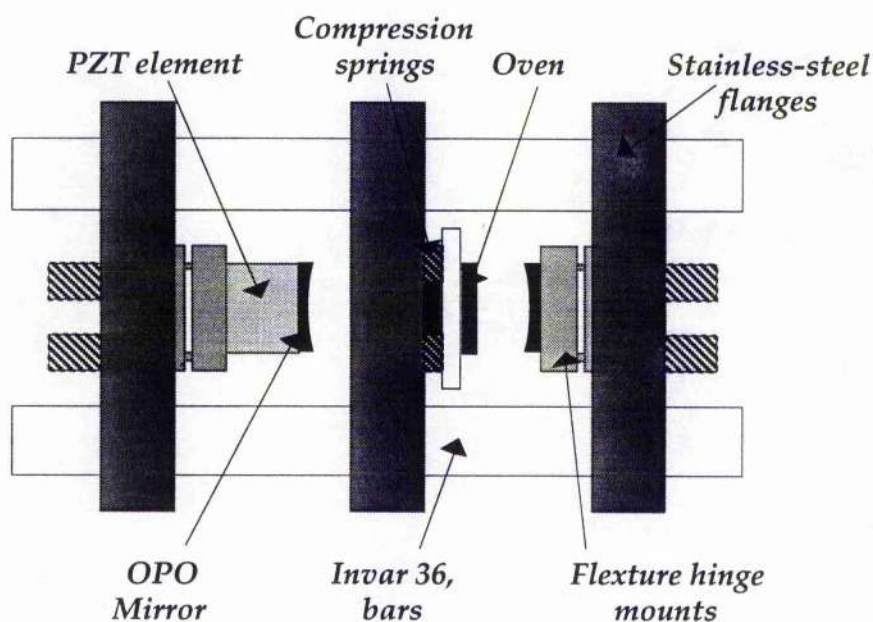 Compression
springs
PZT element
Oven
Stainless-steel
flanges
OPO
Mirror
Invar 36,
bars
Flexture hinge
mounts